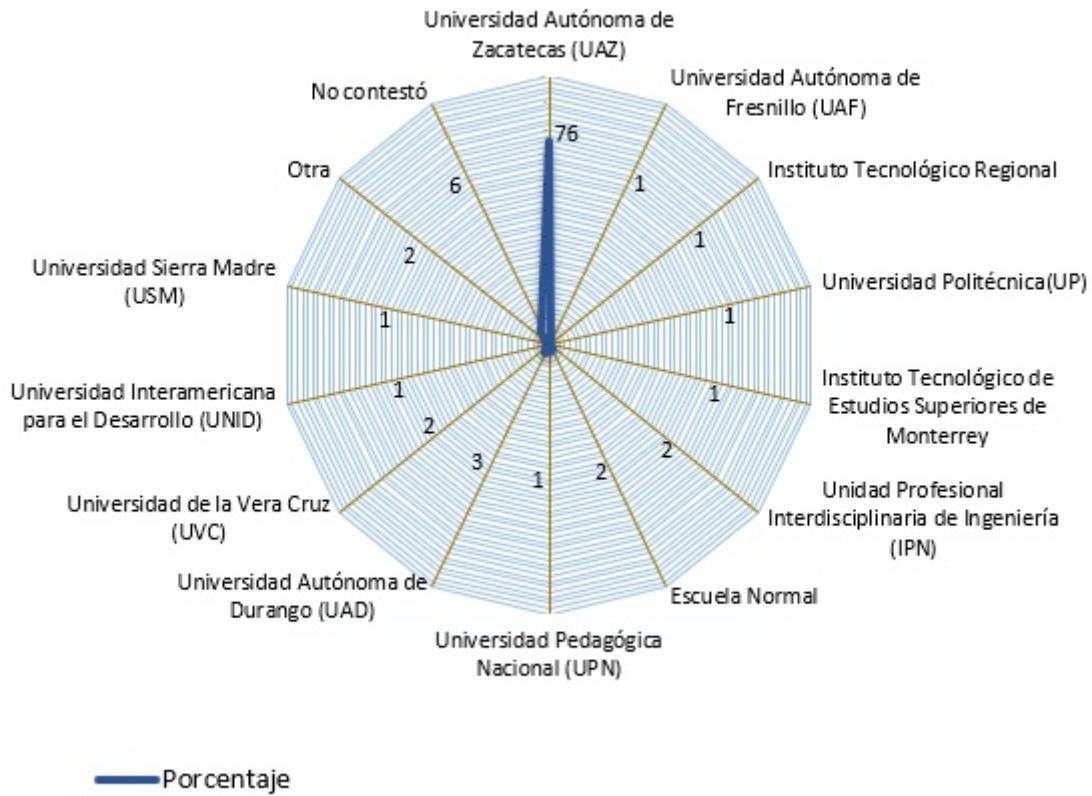 Universidad Autónoma de
Zacatecas (UAZ)
76
Universidad Autónoma de
Fresnillo (UAF)
1
Instituto Tecnológico Regional
1
Universidad Politécnica(UP)
1
Instituto Tecnológico de
Estudios Superiores de
Monterrey
1
Unidad Profesional
Interdisciplinaria de Ingeniería
(IPN)
2
Escuela Normal
2
Universidad Pedagógica
Nacional (UPN)
1
Universidad Autónoma de
Durango (UAD)
3
Universidad de la Vera Cruz
(UVC)
2
Universidad Interamericana
para el Desarrollo (UNID)
1
Universidad Sierra Madre
(USM)
1
Otra
2
No contestó
6
Porcentaje